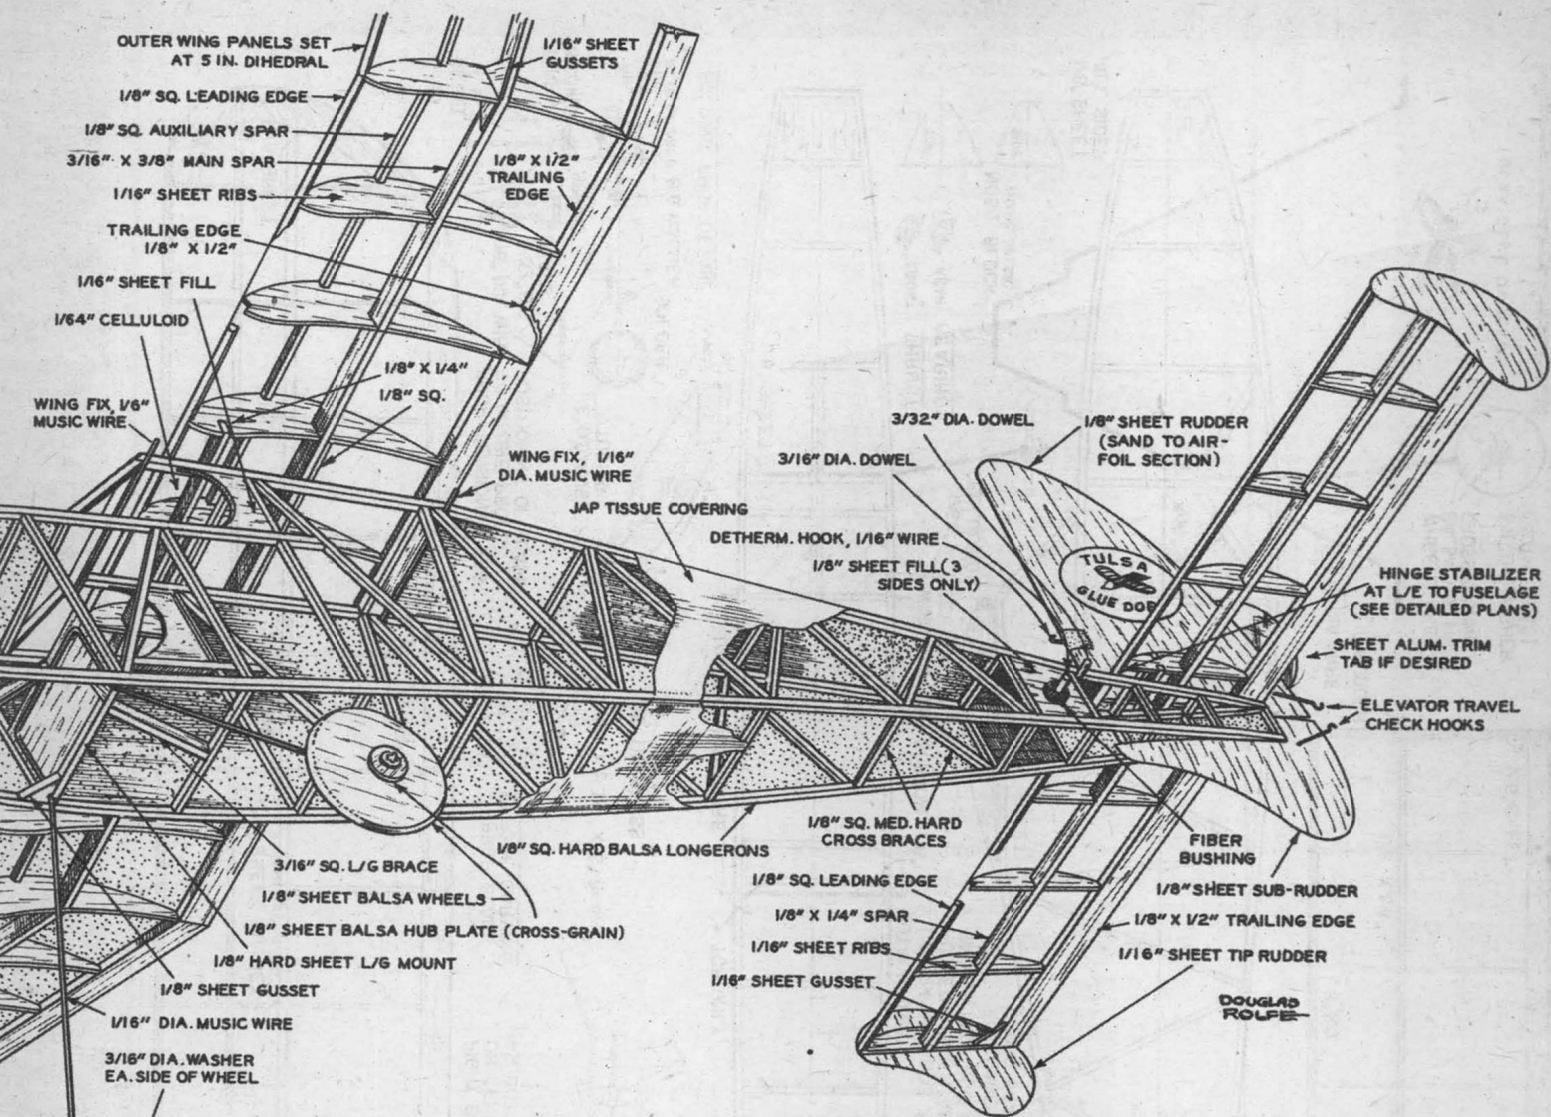 OUTER WING PANELS SET
AT 5 IN. DIHEDRAL
1/8" SQ. LEADING EDGE
1/8" SQ. AUXILIARY SPAR
3/16" X 3/8" MAIN SPAR
1/16" SHEET RIBS
TRAILING EDGE
1/8" X 1/2"
1/16" SHEET FILL
1/64" CELLULOID
WING FIX, 1/6"
MUSIC WIRE
1/16" SHEET
GUSSETS
1/8" X 1/2"
TRAILING
EDGE
1/8" X 1/4"
1/8" SQ.
WING FIX, 1/16"
DIA. MUSIC WIRE
JAP TISSUE COVERING
3/32" DIA. DOWEL
3/16" DIA. DOWEL
DETHERM. HOOK, 1/16" WIRE
1/8" SHEET FILL (3
SIDES ONLY)
1/8" SHEET RUDDER
(SAND TO AIR-
FOIL SECTION)
TULSA
GLUE DOP
HINGE STABILIZER
AT L/E TO FUSELAGE
(SEE DETAILED PLANS)
SHEET ALUM. TRIM
TAB IF DESIRED
ELEVATOR TRAVEL
CHECK HOOKS
1/8" SQ. HARD BALSA LONGERONS
1/8" SQ. MED. HARD
CROSS BRACES
FIBER
BUSHING
1/8" SHEET SUB-RUDDER
1/8" X 1/2" TRAILING EDGE
1/16" SHEET TIP RUDDER
1/8" SQ. LEADING EDGE
1/8" X 1/4" SPAR
1/16" SHEET RIBS
1/16" SHEET GUSSET
3/16" SQ. L/G BRACE
1/8" SHEET BALSA WHEELS
1/8" SHEET BALSA HUB PLATE (CROSS-GRAIN)
1/8" HARD SHEET L/G MOUNT
1/8" SHEET GUSSET
1/16" DIA. MUSIC WIRE
3/16" DIA. WASHER
EA. SIDE OF WHEEL
DOUGLAS
ROLFE